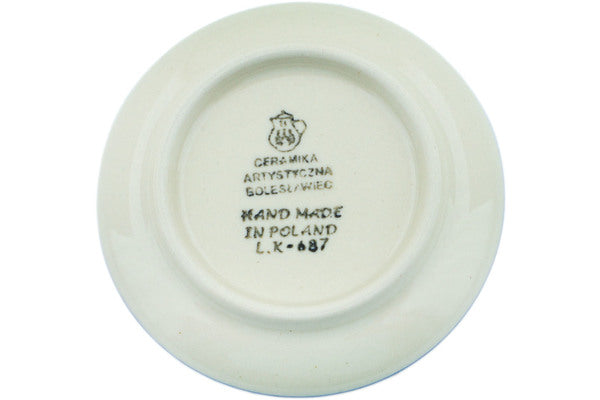 CERAMIKA
ARTYSTYCZNA
BOLESŁAWIEC
HAND MADE
IN POLAND
L.K-687